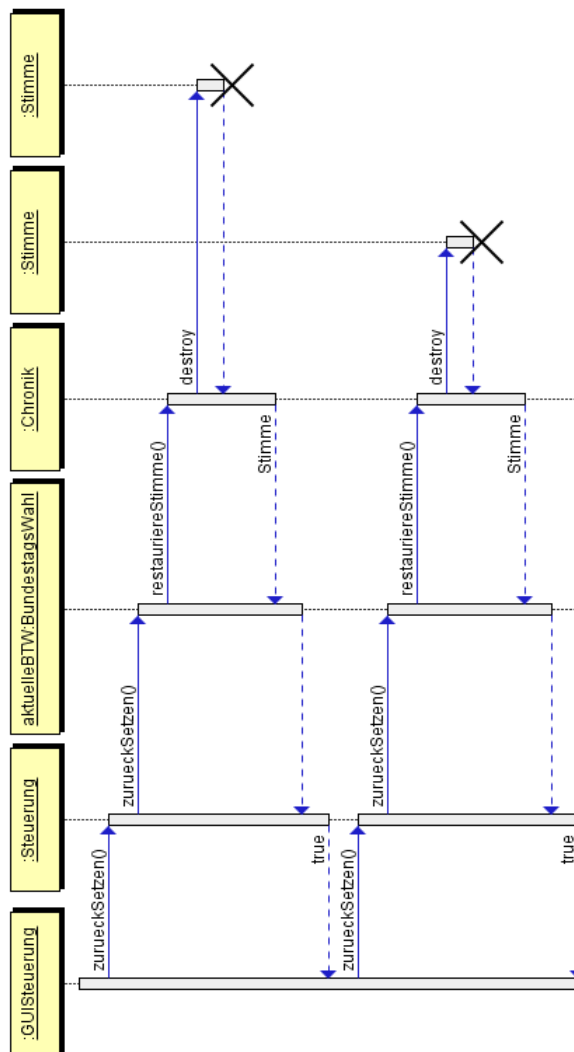 :GUISteuerung
:Steuerung
aktuelleBTW:BundestagsWahl
:Chronik
:Stimme
:Stimme
zurueckSetzen()
zurueckSetzen()
restauriereStimme()
destroy
Stimme
true
zurueckSetzen()
zurueckSetzen()
restauriereStimme()
destroy
Stimme
true